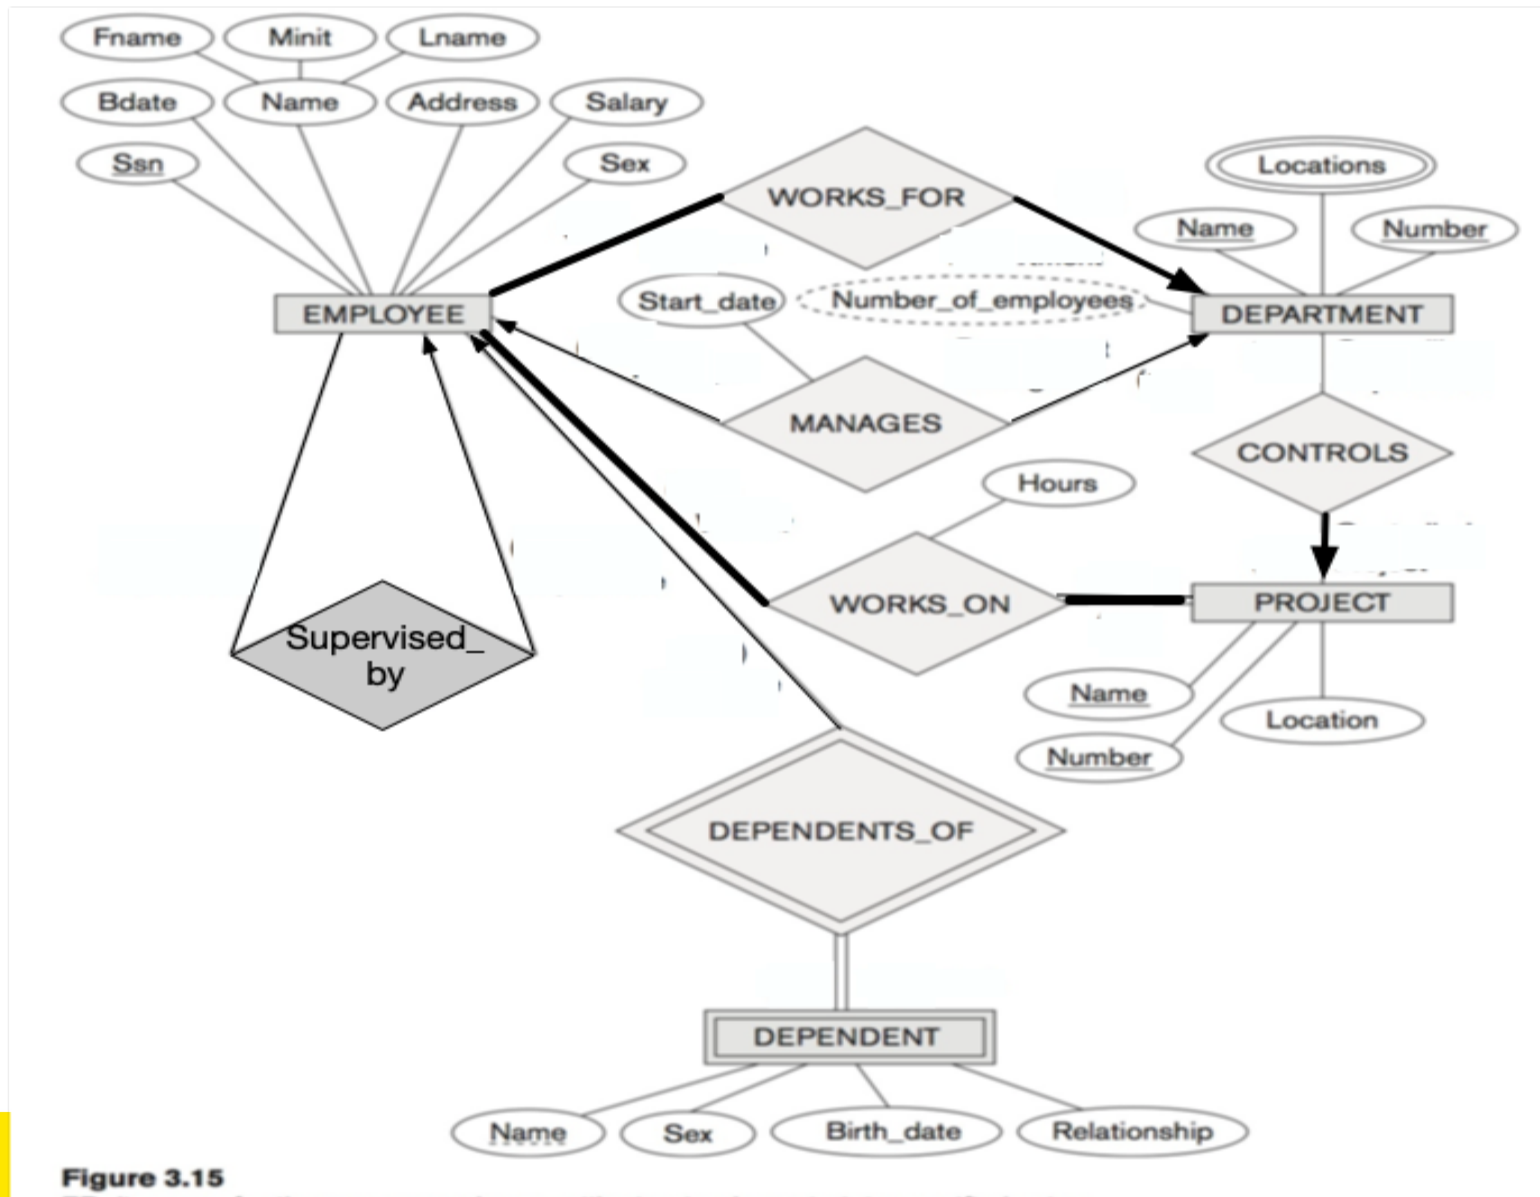 Fname Minit Lname
Bdate Name Address Salary
Ssn Sex
WORKS_FOR
Locations
Name Number
Start_date Number_of_employees
EMPLOYEE DEPARTMENT
MANAGES
CONTROLS
Hours
WORKS_ON
PROJECT
Supervised_
by
Name
Location
Number
DEPENDENTS_OF
DEPENDENT
Name Sex Birth_date Relationship
Figure 3.15